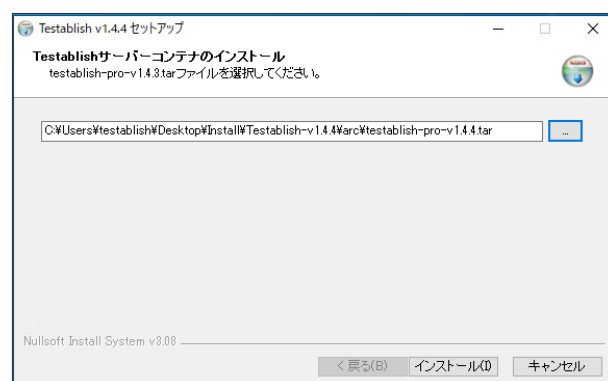 Testablish v1.4.4 セットアップ
Testablishサーバーコンテナのインストール
testablish-pro-v1.4.3.tarファイルを選択してください。
C:¥Users¥testablish¥Desktop¥Install¥Testablish-v1.4.4¥arc¥testablish-pro-v1.4.4.tar
...
Nullsoft Install System v3.08
< 戻る(B) インストール(I) キャンセル